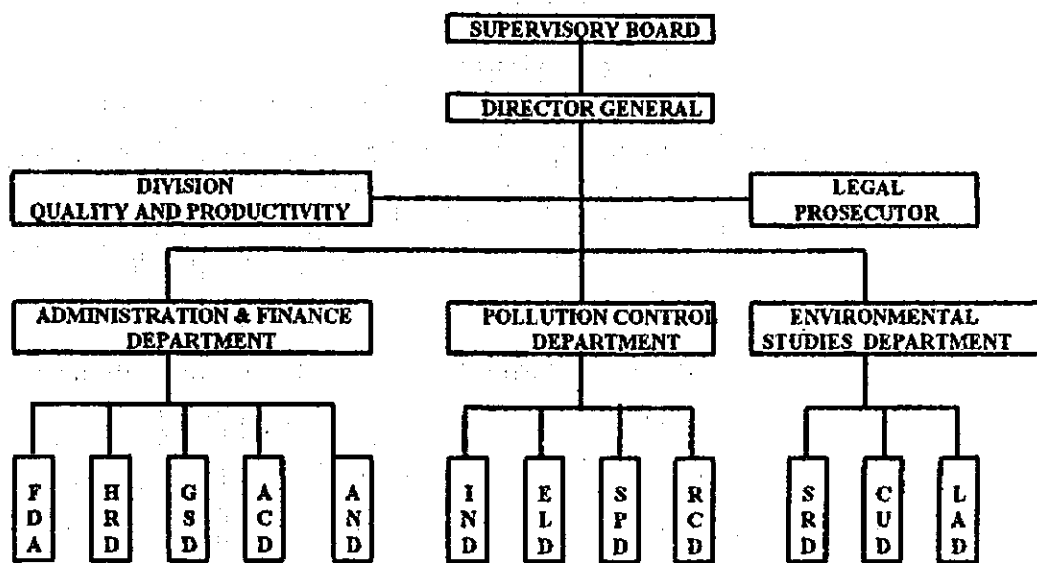 SUPERVISORY BOARD
DIRECTOR GENERAL
DIVISION
QUALITY AND PRODUCTIVITY
LEGAL
PROSECUTOR
ADMINISTRATION & FINANCE
DEPARTMENT
POLLUTION CONTROL
DEPARTMENT
ENVIRONMENTAL
STUDIES DEPARTMENT
FDA
HRD
GSD
ACD
AND
IND
ELD
SPD
RCD
SRD
CUD
LAD